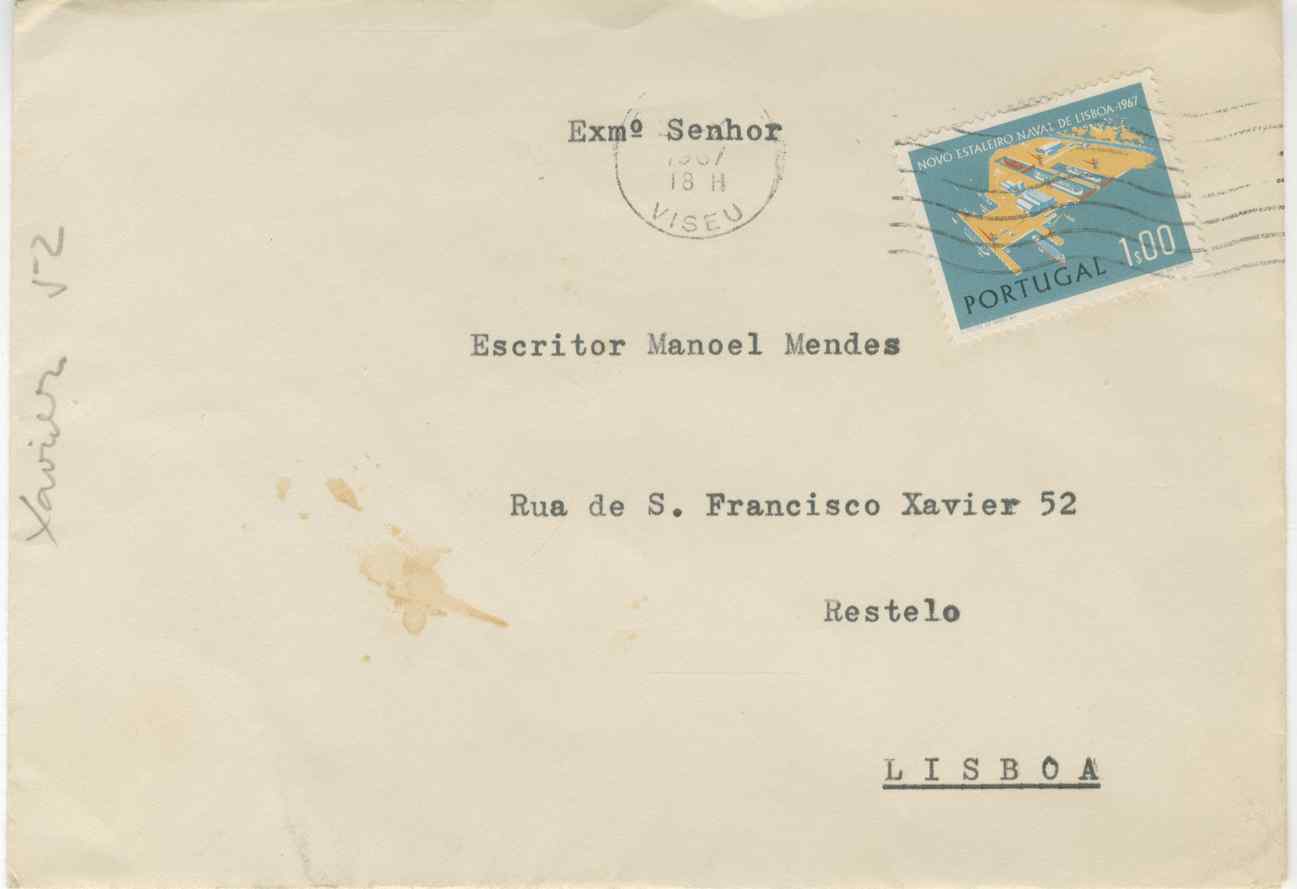 Exmº Senhor
1967
18 H
VISEU
NOVO ESTALEIRO NAVAL DE LISBOA-1967
1$00
PORTUGAL
Escritor Manoel Mendes
Rua de S. Francisco Xavier 52
Restelo
LISBOA
Xavier 52